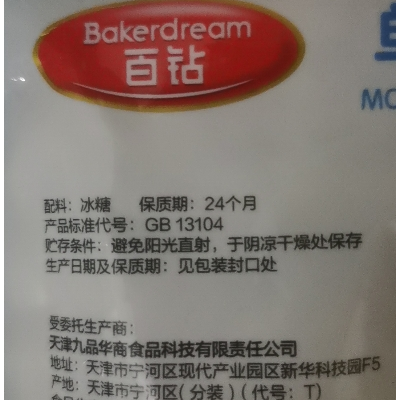 Bakerdream
百钻
MO
配料：冰糖 保质期：24个月
产品标准代号：GB 13104
贮存条件：避免阳光直射，于阴凉干燥处保存
生产日期及保质期：见包装封口处
受委托生产商：
天津九品华商食品科技有限责任公司
地址：天津市宁河区现代产业园区新华科技园F5
产地：天津市宁河区(分装)(代号：T)